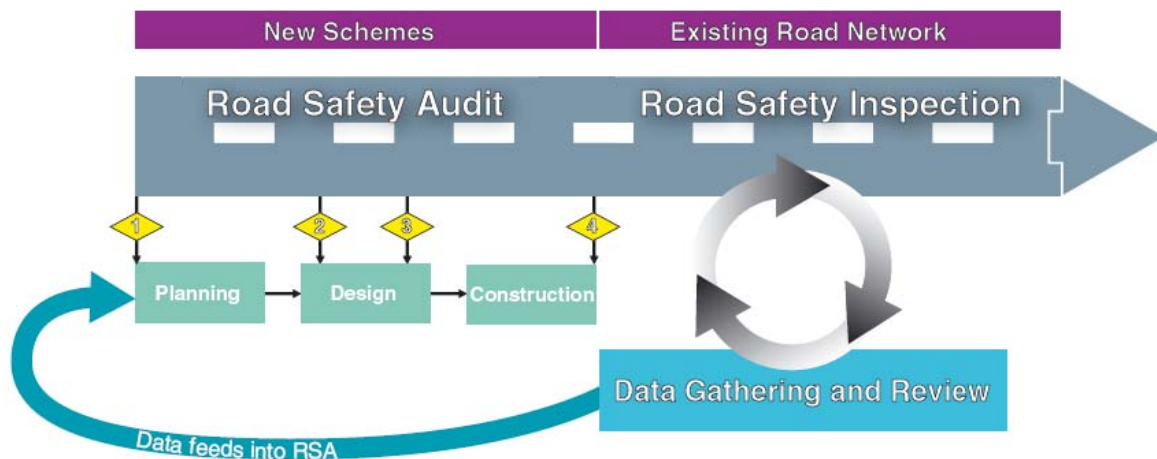 New Schemes
Existing Road Network
Road Safety Audit
Road Safety Inspection
1
2
3
4
Planning
Design
Construction
Data Gathering and Review
Data feeds into RSA